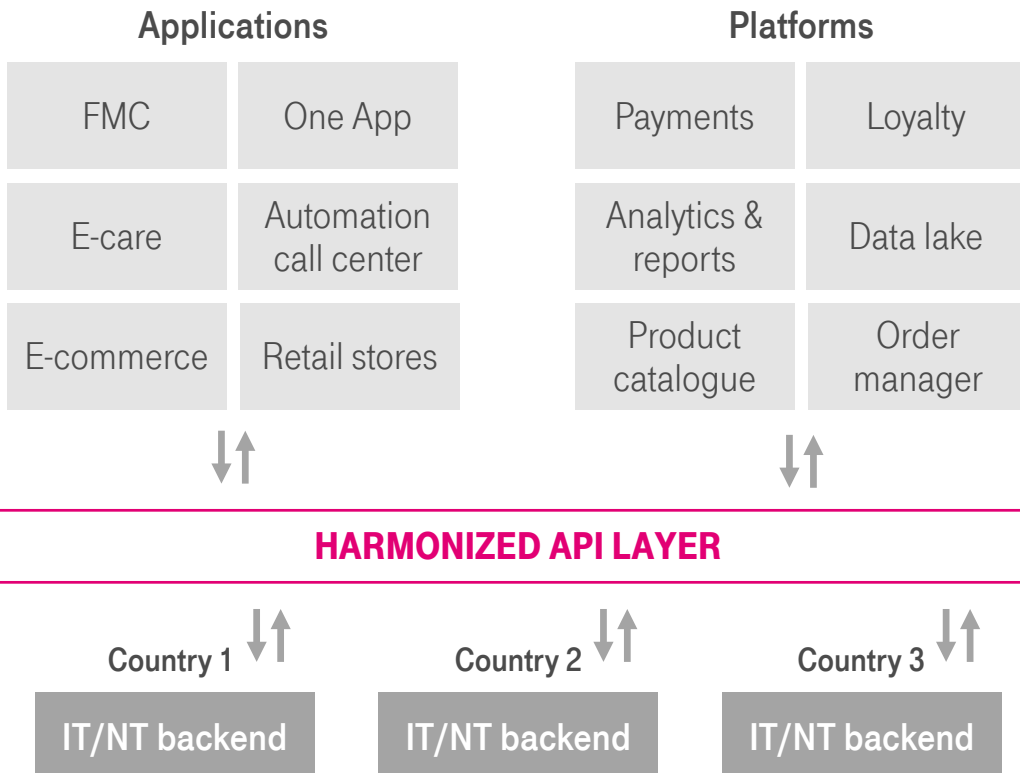 Applications
Platforms
FMC
One App
Payments
Loyalty
E-care
Automation
call center
Analytics &
reports
Data lake
E-commerce
Retail stores
Product
catalogue
Order
manager
HARMONIZED API LAYER
Country 1
Country 2
Country 3
IT/NT backend
IT/NT backend
IT/NT backend